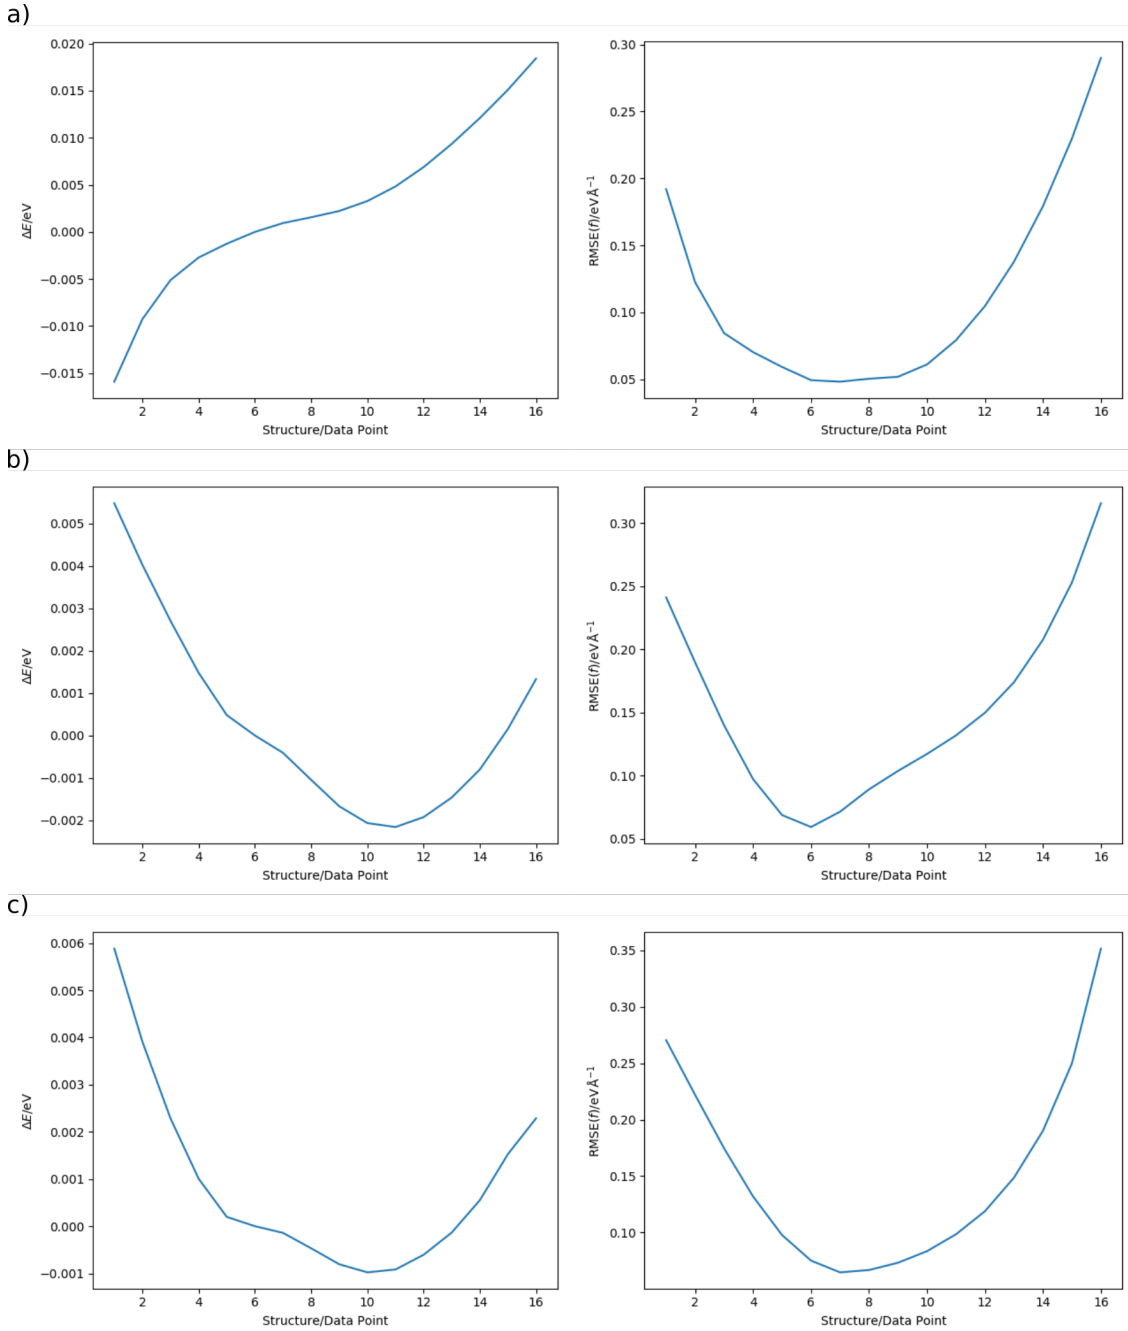 a)
0.020
0.015
0.010
0.005
0.000
−0.005
−0.010
−0.015
ΔE/eV
2 4 6 8 10 12 14 16
Structure/Data Point
0.30
0.25
0.20
0.15
0.10
0.05
RMSE(f)/eVÅ⁻¹
2 4 6 8 10 12 14 16
Structure/Data Point
b)
0.005
0.004
0.003
0.002
0.001
0.000
−0.001
−0.002
ΔE/eV
2 4 6 8 10 12 14 16
Structure/Data Point
0.30
0.25
0.20
0.15
0.10
0.05
RMSE(f)/eVÅ⁻¹
2 4 6 8 10 12 14 16
Structure/Data Point
c)
0.006
0.005
0.004
0.003
0.002
0.001
0.000
−0.001
ΔE/eV
2 4 6 8 10 12 14 16
Structure/Data Point
0.35
0.30
0.25
0.20
0.15
0.10
RMSE(f)/eVÅ⁻¹
2 4 6 8 10 12 14 16
Structure/Data Point